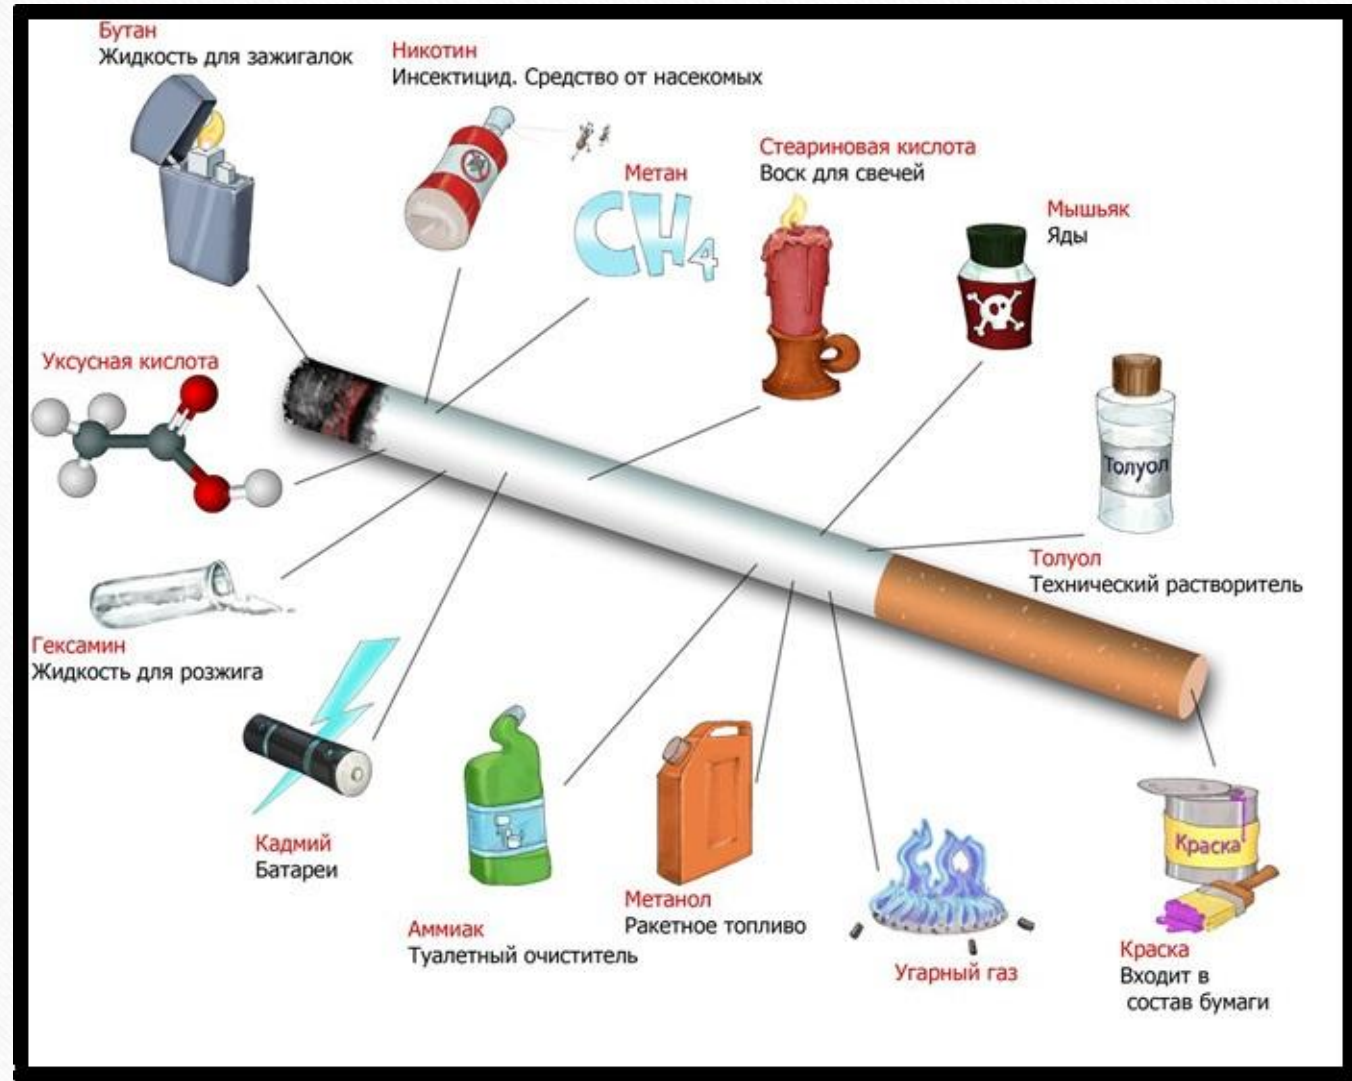 Бутан
Жидкость для зажигалок
Никотин
Инсектицид. Средство от насекомых
Метан
CH4
Стеариновая кислота
Воск для свечей
Мышьяк
Яды
Уксусная кислота
Толуол
Толуол
Технический растворитель
Гексамин
Жидкость для розжига
Кадмий
Батареи
Аммиак
Туалетный очиститель
Метанол
Ракетное топливо
Угарный газ
Краска
Краска
Входит в
состав бумаги